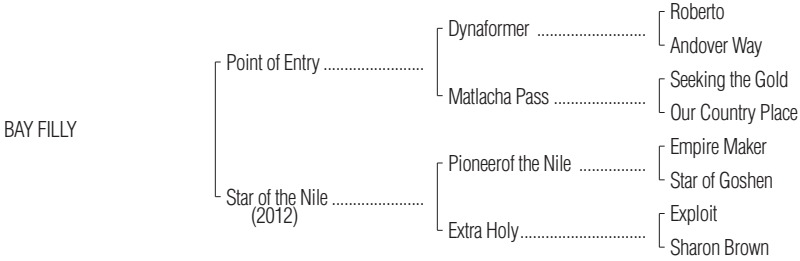 Roberto
Dynaformer ..........................
Andover Way
Point of Entry ........................
Seeking the Gold
Matlacha Pass ......................
Our Country Place
BAY FILLY
Empire Maker
Pioneerof the Nile ................
Star of Goshen
Star of the Nile ......................
(2012)
Exploit
Extra Holy..............................
Sharon Brown